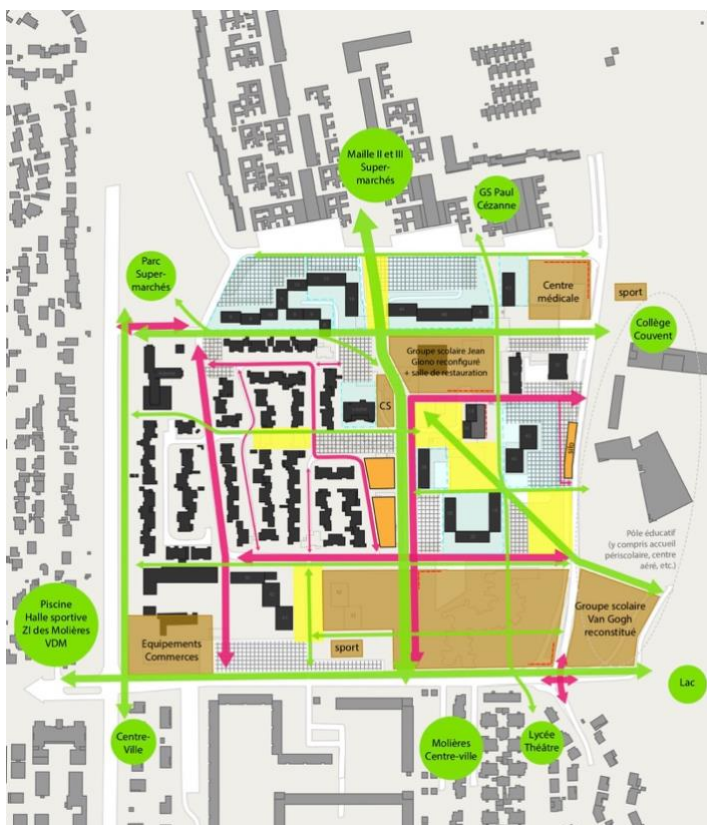 Maille II et III
Super-
marchés
GS Paul
Cézanne
Parc
Super-
marchés
Centre
médicale
sport
Collège
Couvent
Groupe scolaire Jean
Giono reconfiguré
+ salle de restauration
CS
Pôle éducatif
(y compris accueil
périscolaire, centre
aéré, etc.)
Piscine
Halle sportive
ZI des Molières
VDM
Equipements
Commerces
sport
Groupe scolaire
Van Gogh
reconstitué
Lac
Centre-
Ville
Molières
Centre-ville
Lycée
Théâtre